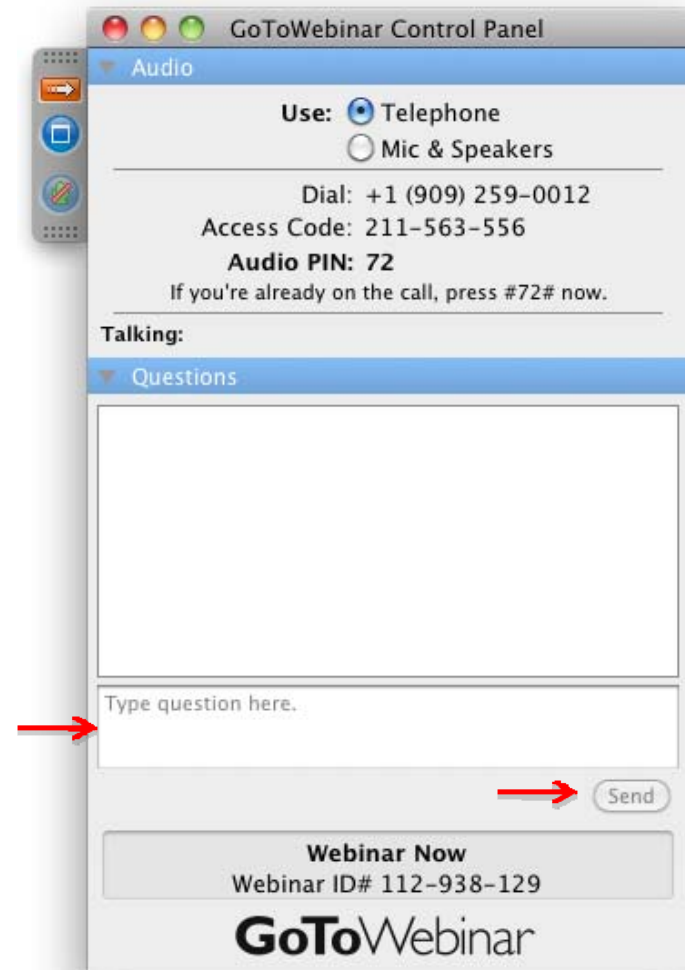 GoToWebinar Control Panel
Audio
Use: Telephone
Mic & Speakers
Dial: +1 (909) 259-0012
Access Code: 211-563-556
Audio PIN: 72
If you're already on the call, press #72# now.
Talking:
Questions
Type question here.
Send
Webinar Now
Webinar ID# 112-938-129
GoToWebinar